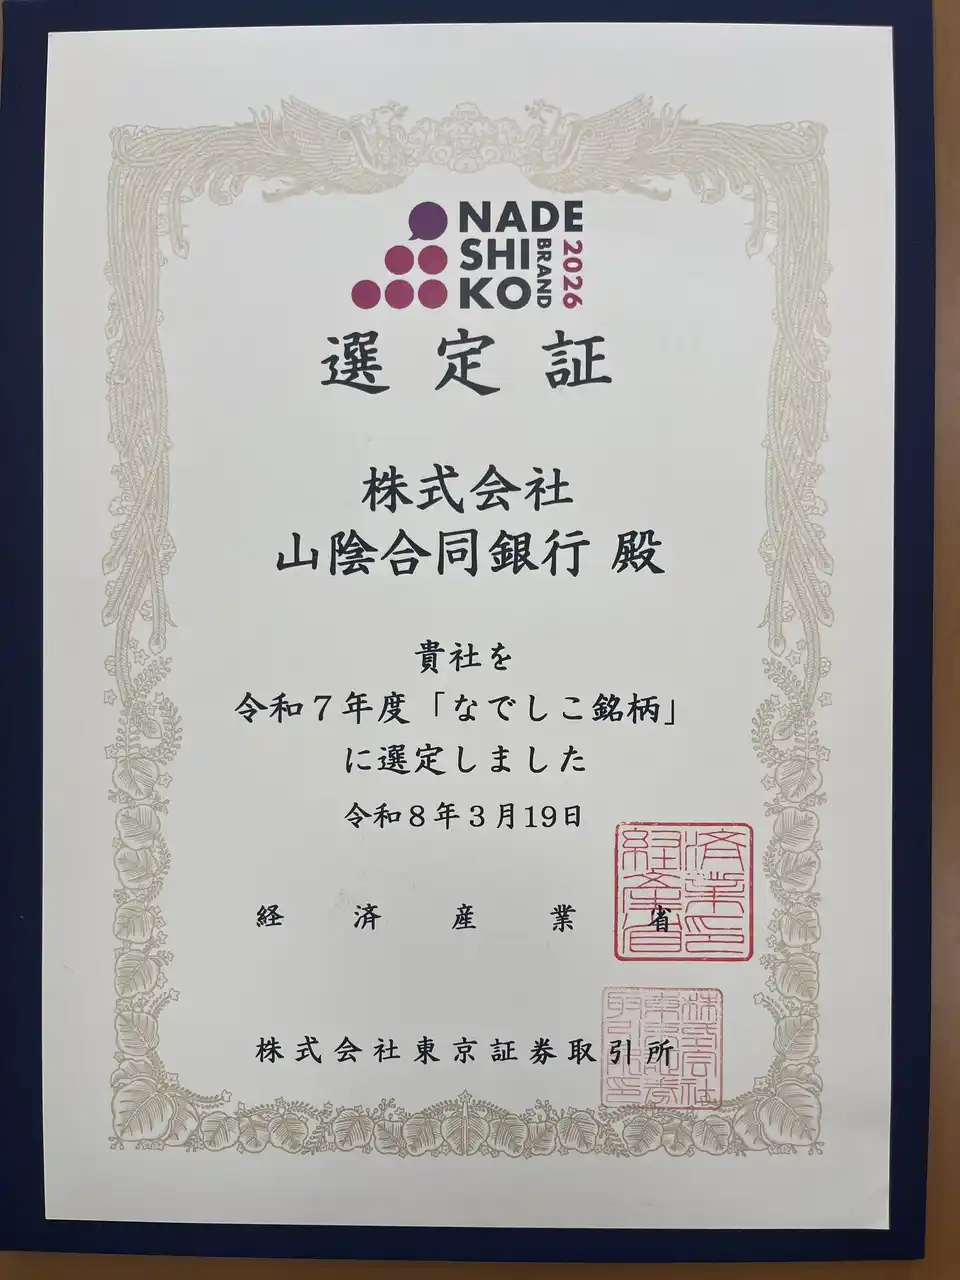 NADE
SHI
KO
BRAND
2026
選定証
株式会社
山陰合同銀行 殿
貴社を
令和7年度「なでしこ銘柄」
に選定しました
令和8年3月19日
経済産業省
株式会社東京証券取引所